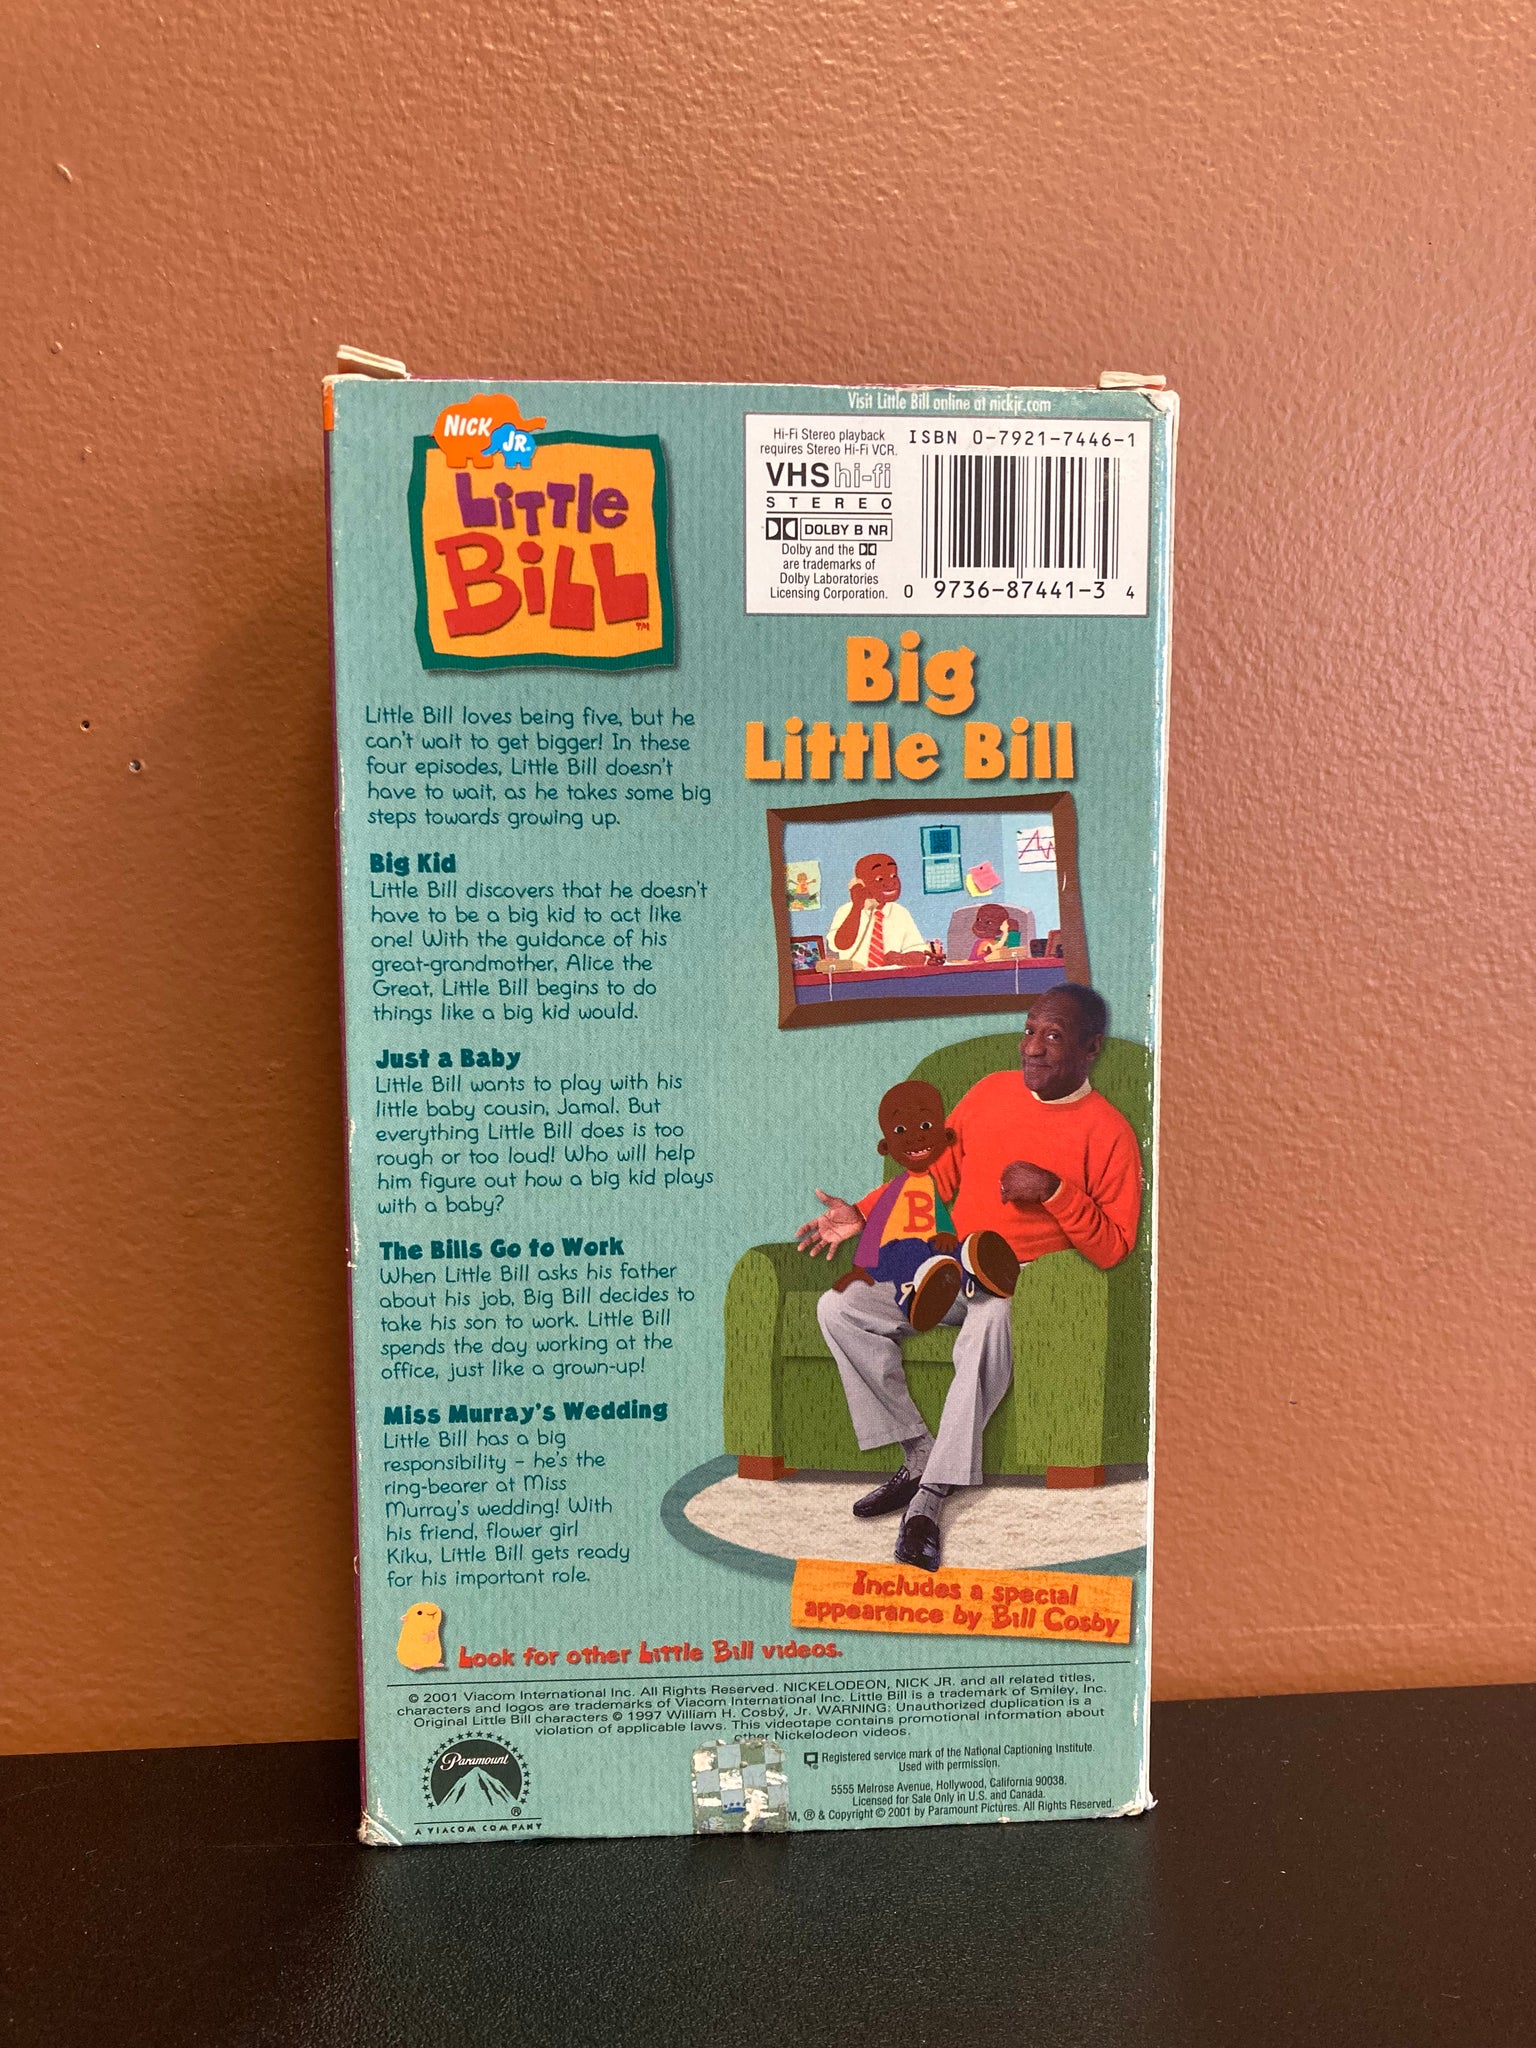 NICK
JR.
Little
Bill
TM
Little Bill loves being five, but he
can't wait to get bigger! In these
four episodes, Little Bill doesn't
have to wait, as he takes some big
steps towards growing up.
Big Kid
Little Bill discovers that he doesn't
have to be a big kid to act like
one! With the guidance of his
great-grandmother, Alice the
Great, Little Bill begins to do
things like a big kid would.
Just a Baby
Little Bill wants to play with his
little baby cousin, Jamal. But
everything Little Bill does is too
rough or too loud! Who will help
him figure out how a big kid plays
with a baby?
The Bills Go to Work
When Little Bill asks his father
about his job, Big Bill decides to
take his son to work. Little Bill
spends the day working at the
office, just like a grown-up!
Miss Murray's Wedding
Little Bill has a big
responsibility – he's the
ring-bearer at Miss
Murray's wedding! With
his friend, flower girl
Kiku, Little Bill gets ready
for his important role.
Look for other Little Bill videos.
Visit Little Bill online at nickjr.com
Hi-Fi Stereo playback
requires Stereo Hi-Fi VCR.
VHS hi-fi
STEREO
DOLBY B NR
Dolby and the
are trademarks of
Dolby Laboratories
Licensing Corporation.
ISBN 0-7921-7446-1
0 9736-87441-3 4
Big
Little Bill
B
Includes a special
appearance by Bill Cosby
© 2001 Viacom International Inc. All Rights Reserved. NICKELODEON, NICK JR. and all related titles,
characters and logos are trademarks of Viacom International Inc. Little Bill is a trademark of Smiley, Inc.
Original Little Bill characters © 1997 William H. Cosby, Jr. WARNING: Unauthorized duplication is a
violation of applicable laws. This videotape contains promotional information about
other Nickelodeon videos.
Paramount
®
A VIACOM COMPANY
Registered service mark of the National Captioning Institute.
Used with permission.
5555 Melrose Avenue, Hollywood, California 90038.
Licensed for Sale Only in U.S. and Canada.
M, ® & Copyright © 2001 by Paramount Pictures. All Rights Reserved.